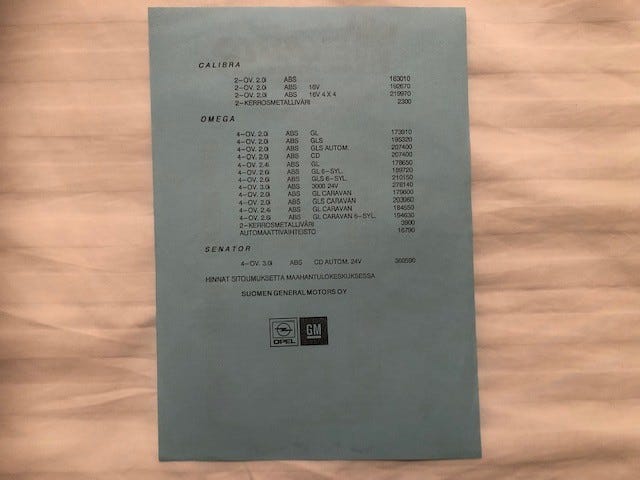 CALIBRA
2-OV. 2.0i ABS 183010
2-OV. 2.0i ABS 16V 192670
2-OV. 2.0i ABS 16V 4 X 4 219970
2-KERROSMETALLIVÄRI 2300
OMEGA
4-OV. 2.0i ABS GL 173910
4-OV. 2.0i ABS GLS 195320
4-OV. 2.0i ABS GLS AUTOM. 207400
4-OV. 2.0i ABS CD 207400
4-OV. 2.4i ABS GL 178650
4-OV. 2.6i ABS GL 6-SYL. 189720
4-OV. 2.6i ABS GLS 6-SYL. 210150
4-OV. 3.0i ABS 3000 24V 278140
4-OV. 2.0i ABS GL CARAVAN 179600
4-OV. 2.0i ABS GLS CARAVAN 203960
4-OV. 2.4i ABS GL CARAVAN 184550
4-OV. 2.6i ABS GL CARAVAN 6-SYL. 194630
2-KERROSMETALLIVÄRI 3900
AUTOMAATTIVAIHTEISTO 16790
SENATOR
4-OV. 3.0i ABS CD AUTOM. 24V
HINNAT SITOUMUKSETTA MAAHANTULOKESKUKSESSA
SUOMEN GENERAL MOTORS OY
OPEL
GM